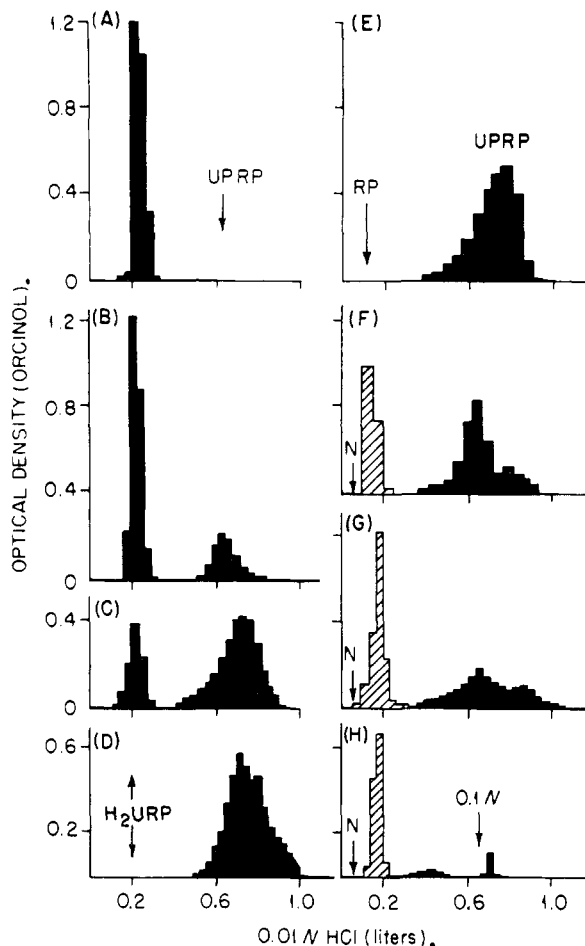 (A)
1.2
0.8
0.4
0
UPRP
(E)
RP
UPRP
(B)
1.2
0.8
0.4
0
(F)
N
(C)
0.4
0
(G)
N
(D)
0.6
0.2
H₂URP
(H)
N
0.1 N
0.2 0.6 1.0
0.2 0.6 1.0
OPTICAL DENSITY (ORCINOL).
0.01 N HCl (liters).